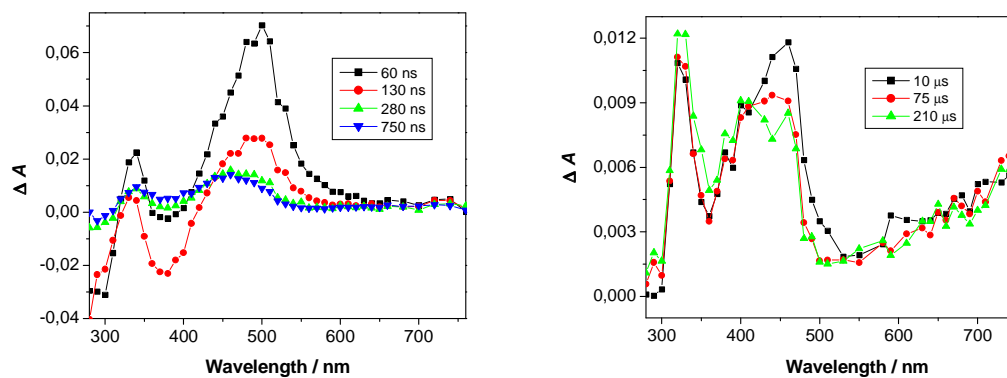 0,06
0,04
0,02
0,00
-0,02
-0,04
Δ A
300 400 500 600 700
Wavelength / nm
60 ns
130 ns
280 ns
750 ns
0,012
0,009
0,006
0,003
0,000
Δ A
300 400 500 600 700
Wavelength / nm
10 μs
75 μs
210 μs